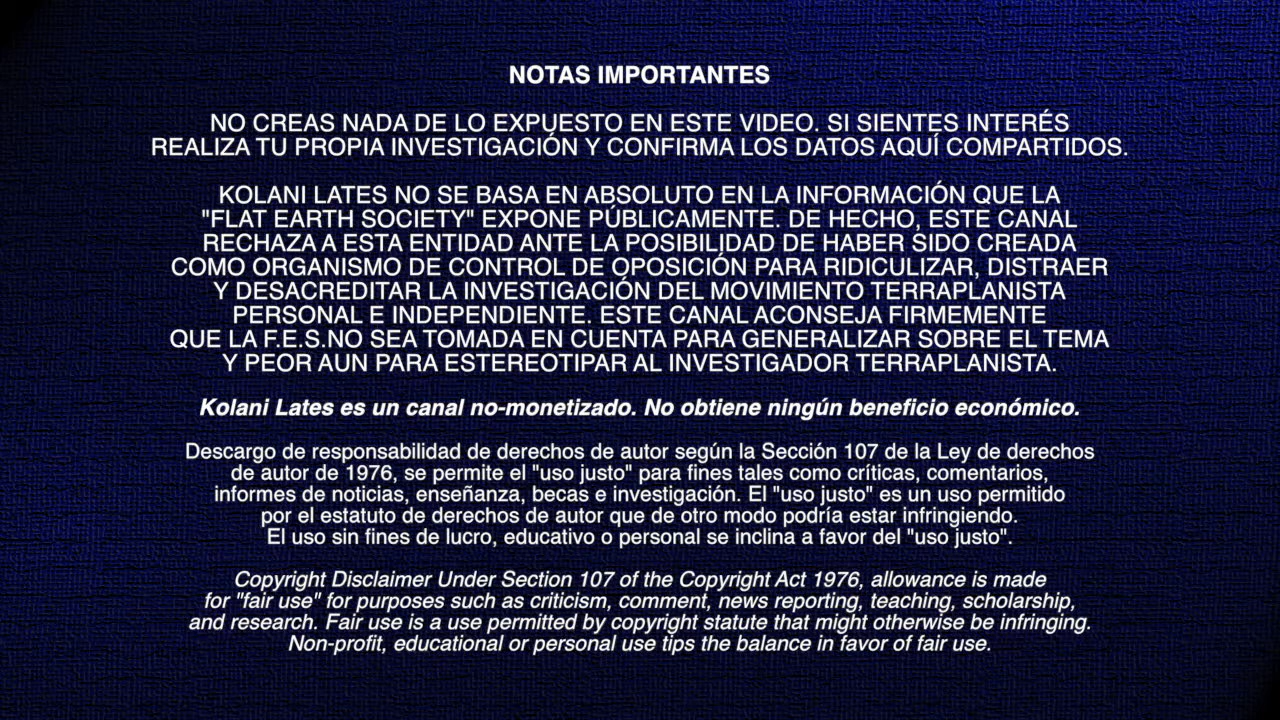 NOTAS IMPORTANTES
NO CREAS NADA DE LO EXPUESTO EN ESTE VIDEO. SI SIENTES INTERÉS
REALIZA TU PROPIA INVESTIGACIÓN Y CONFIRMA LOS DATOS AQUÍ COMPARTIDOS.
KOLANI LATES NO SE BASA EN ABSOLUTO EN LA INFORMACIÓN QUE LA
"FLAT EARTH SOCIETY" EXPONE PÚBLICAMENTE. DE HECHO, ESTE CANAL
RECHAZA A ESTA ENTIDAD ANTE LA POSIBILIDAD DE HABER SIDO CREADA
COMO ORGANISMO DE CONTROL DE OPOSICIÓN PARA RIDICULIZAR, DISTRAER
Y DESACREDITAR LA INVESTIGACIÓN DEL MOVIMIENTO TERRAPLANISTA
PERSONAL E INDEPENDIENTE. ESTE CANAL ACONSEJA FIRMEMENTE
QUE LA F.E.S.NO SEA TOMADA EN CUENTA PARA GENERALIZAR SOBRE EL TEMA
Y PEOR AUN PARA ESTEREOTIPAR AL INVESTIGADOR TERRAPLANISTA.
Kolani Lates es un canal no-monetizado. No obtiene ningún beneficio económico.
Descargo de responsabilidad de derechos de autor según la Sección 107 de la Ley de derechos
de autor de 1976, se permite el "uso justo" para fines tales como críticas, comentarios,
informes de noticias, enseñanza, becas e investigación. El "uso justo" es un uso permitido
por el estatuto de derechos de autor que de otro modo podría estar infringiendo.
El uso sin fines de lucro, educativo o personal se inclina a favor del "uso justo".
Copyright Disclaimer Under Section 107 of the Copyright Act 1976, allowance is made
for "fair use" for purposes such as criticism, comment, news reporting, teaching, scholarship,
and research. Fair use is a use permitted by copyright statute that might otherwise be infringing.
Non-profit, educational or personal use tips the balance in favor of fair use.